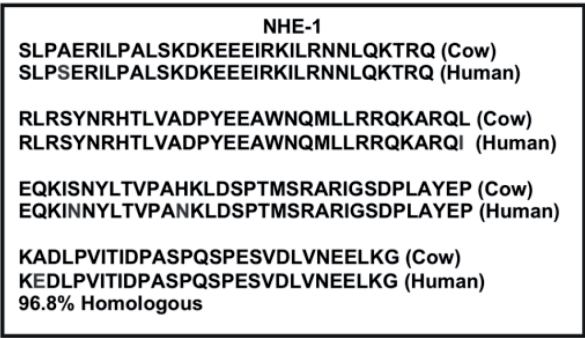 NHE-1
SLPAERILPALSKDKEEEIRKILRNNLQKTRQ (Cow)
SLPSERILPALSKDKEEEIRKILRNNLQKTRQ (Human)
RLRSYNRHTLVADPYEEAWNQMLLRRQKARQL (Cow)
RLRSYNRHTLVADPYEEAWNQMLLRRQKARQI (Human)
EQKISNYLTVPAHKLDSPTMSRARIGSDPLAYEP (Cow)
EQKINNYLTVPANKLDSPTMSRARIGSDPLAYEP (Human)
KADLPVITIDPASPQSPESVDLVNEELKG (Cow)
KEDLPVITIDPASPQSPESVDLVNEELKG (Human)
96.8% Homologous